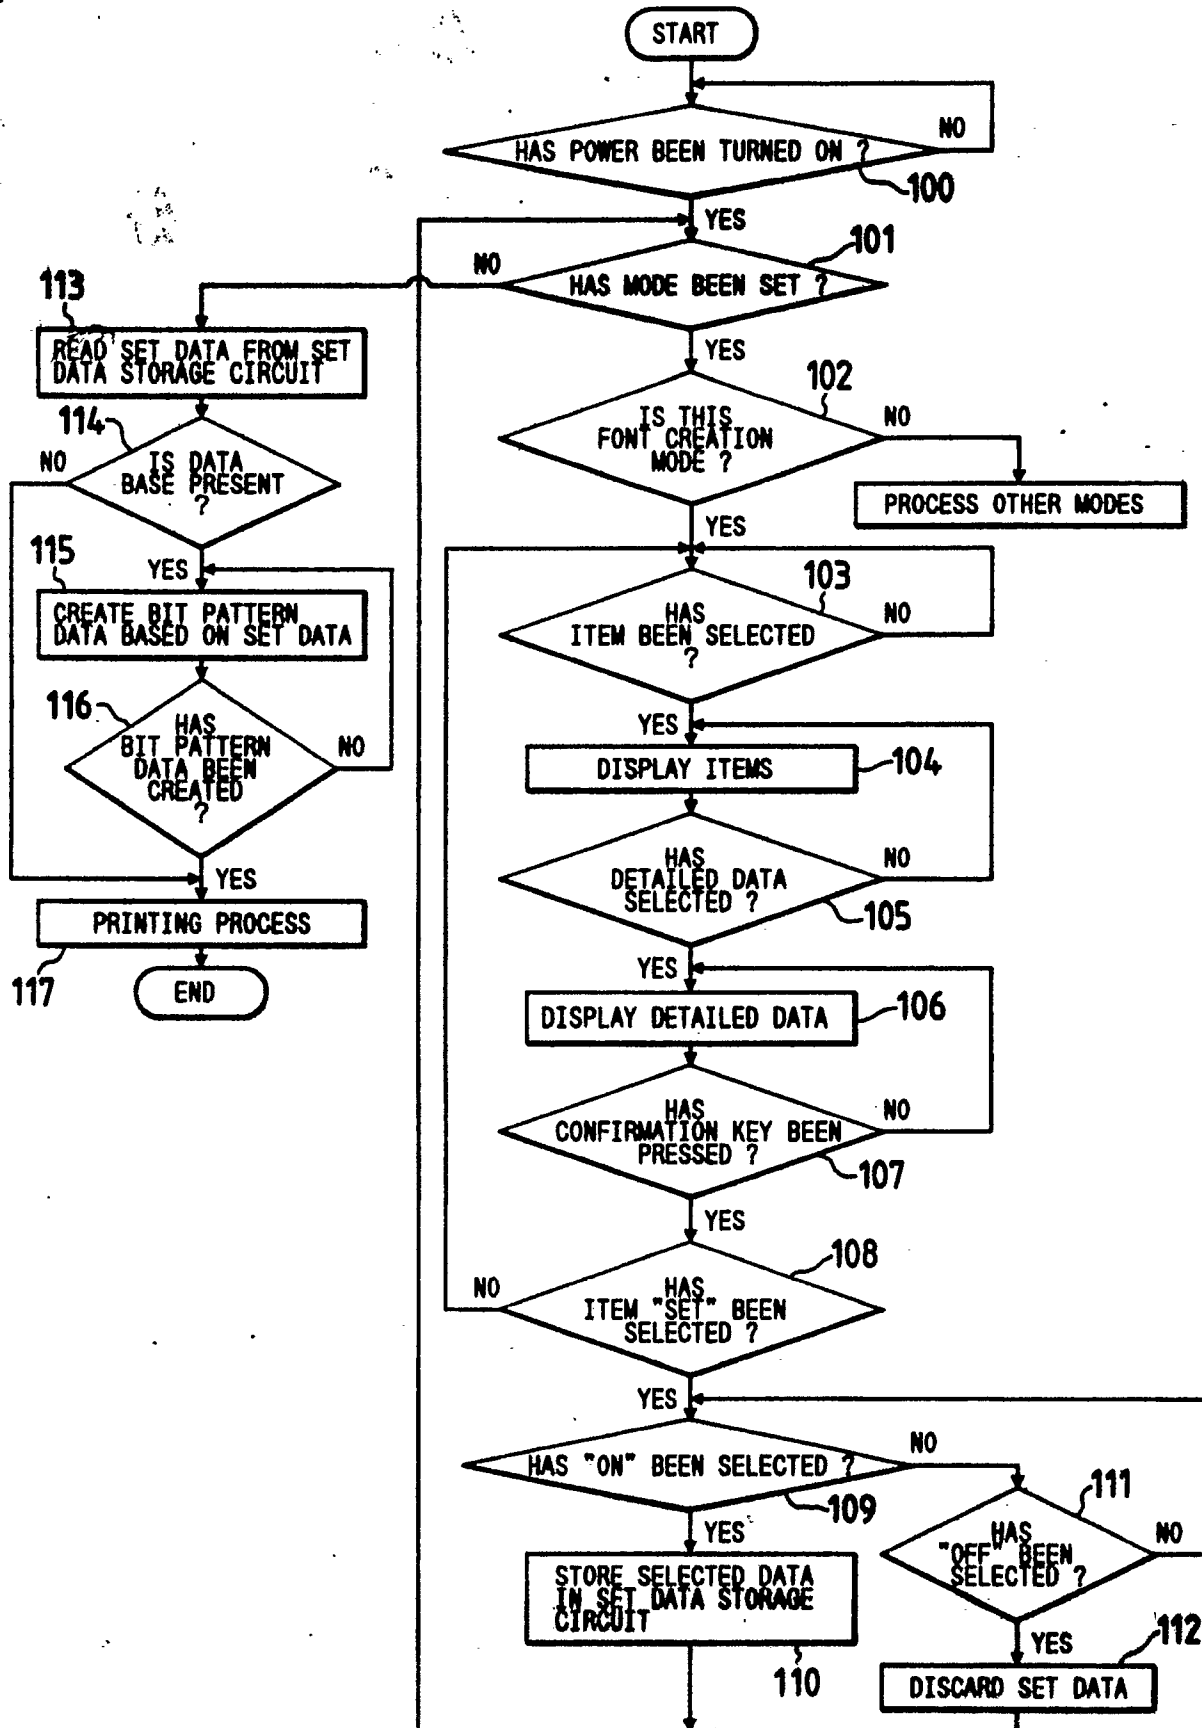 START
HAS POWER BEEN TURNED ON ?
NO
100
YES
101
NO
HAS MODE BEEN SET ?
YES
113
READ SET DATA FROM SET
DATA STORAGE CIRCUIT
102
IS THIS
FONT CREATION
MODE ?
NO
PROCESS OTHER MODES
YES
114
NO
IS DATA
BASE PRESENT
?
YES
115
CREATE BIT PATTERN
DATA BASED ON SET DATA
116
HAS
BIT PATTERN
DATA BEEN
CREATED
?
NO
YES
PRINTING PROCESS
117
END
103
HAS
ITEM BEEN SELECTED
?
NO
YES
DISPLAY ITEMS
104
HAS
DETAILED DATA
SELECTED ?
NO
105
YES
DISPLAY DETAILED DATA
106
HAS
CONFIRMATION KEY BEEN
PRESSED ?
NO
107
YES
108
NO
HAS
ITEM "SET" BEEN
SELECTED ?
YES
HAS "ON" BEEN SELECTED ?
NO
109
YES
STORE SELECTED DATA
IN SET DATA STORAGE
CIRCUIT
110
111
HAS
"OFF" BEEN
SELECTED ?
NO
YES
112
DISCARD SET DATA